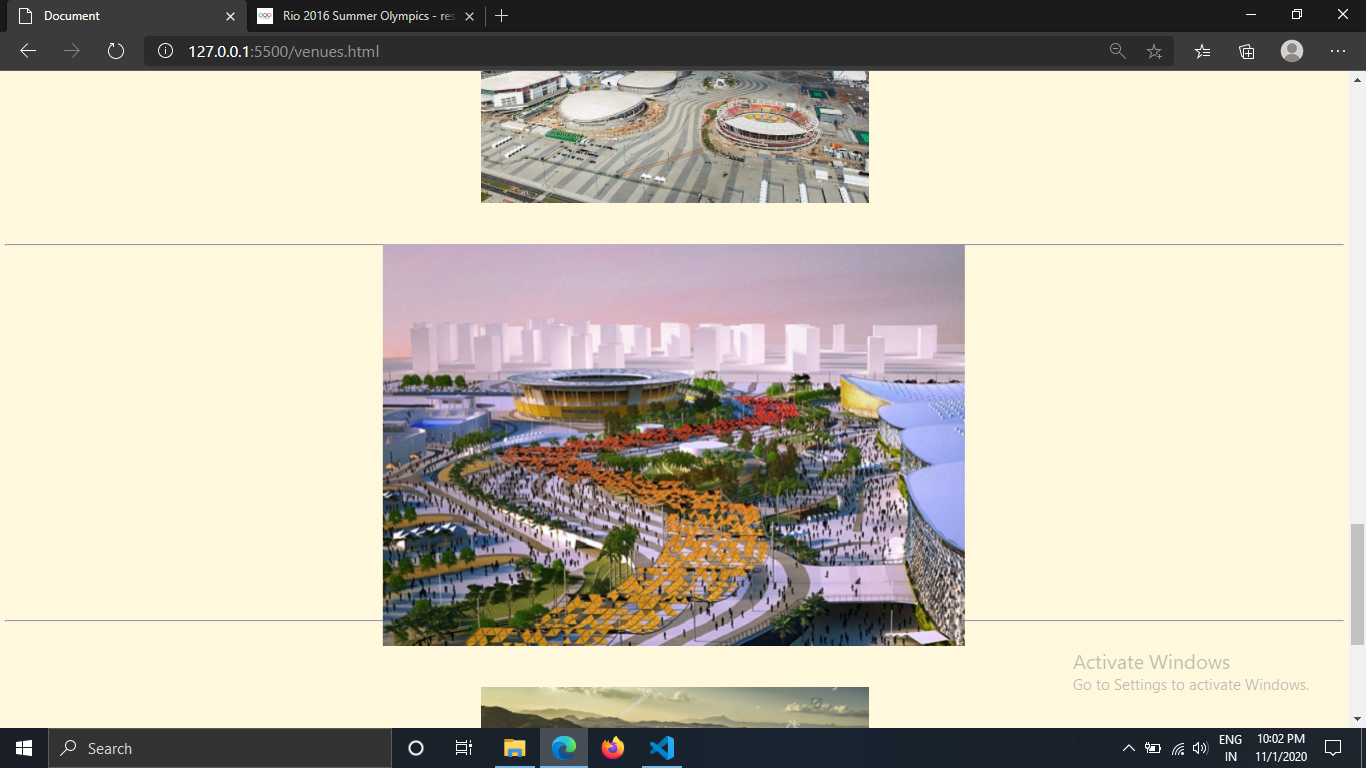 Document
Rio 2016 Summer Olympics - res
127.0.0.1:5500/venues.html
Activate Windows
Go to Settings to activate Windows.
Search
ENG
IN
10:02 PM
11/1/2020